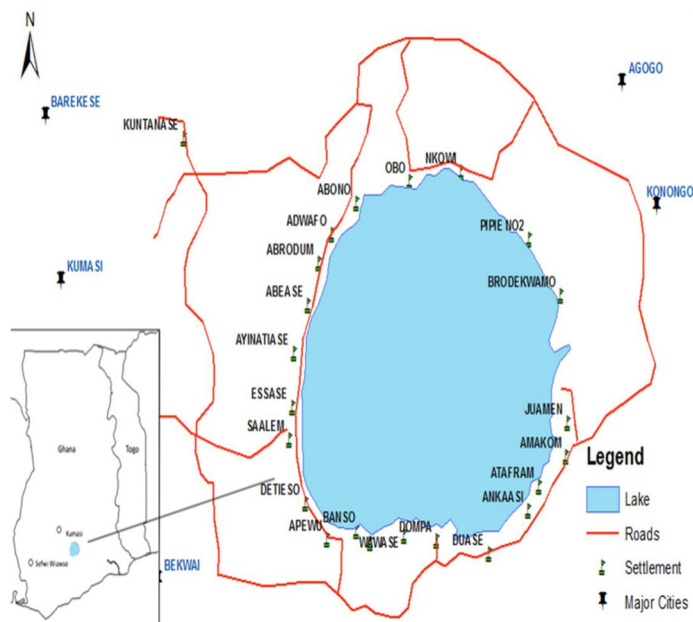 N
AGOGO
BAREKESE
KUNTANASE
NKOWI
OBO
ABONO
KONONGO
ADWAFO
PIPIE NO2
ABRODUM
KUMASI
BRODEKWAMO
ABEASE
AYINATIASE
ESSASE
JUAMEN
SAALEM
AMAKOM
Legend
Ghana
Togo
ATAFRAM
DETIESO
ANKAASI
Lake
BANSO
APEWU
DOMPA
WAWASE
DUASE
Roads
Kumasi
Sefwi Wiawso
BEKWAI
Settlement
Major Cities